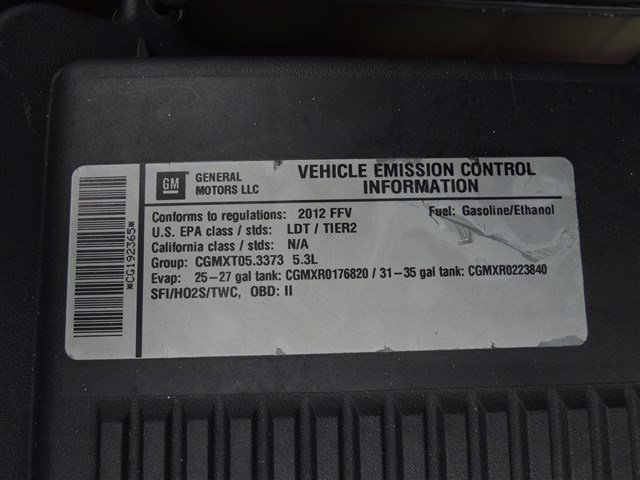 *CG192365*
GM
GENERAL
MOTORS LLC
VEHICLE EMISSION CONTROL
INFORMATION
Conforms to regulations: 2012 FFV Fuel: Gasoline/Ethanol
U.S. EPA class / stds: LDT / TIER2
California class / stds: N/A
Group: CGMXT05.3373 5.3L
Evap: 25-27 gal tank: CGMXR0176820 / 31-35 gal tank: CGMXR0223840
SFI/HO2S/TWC, OBD: II